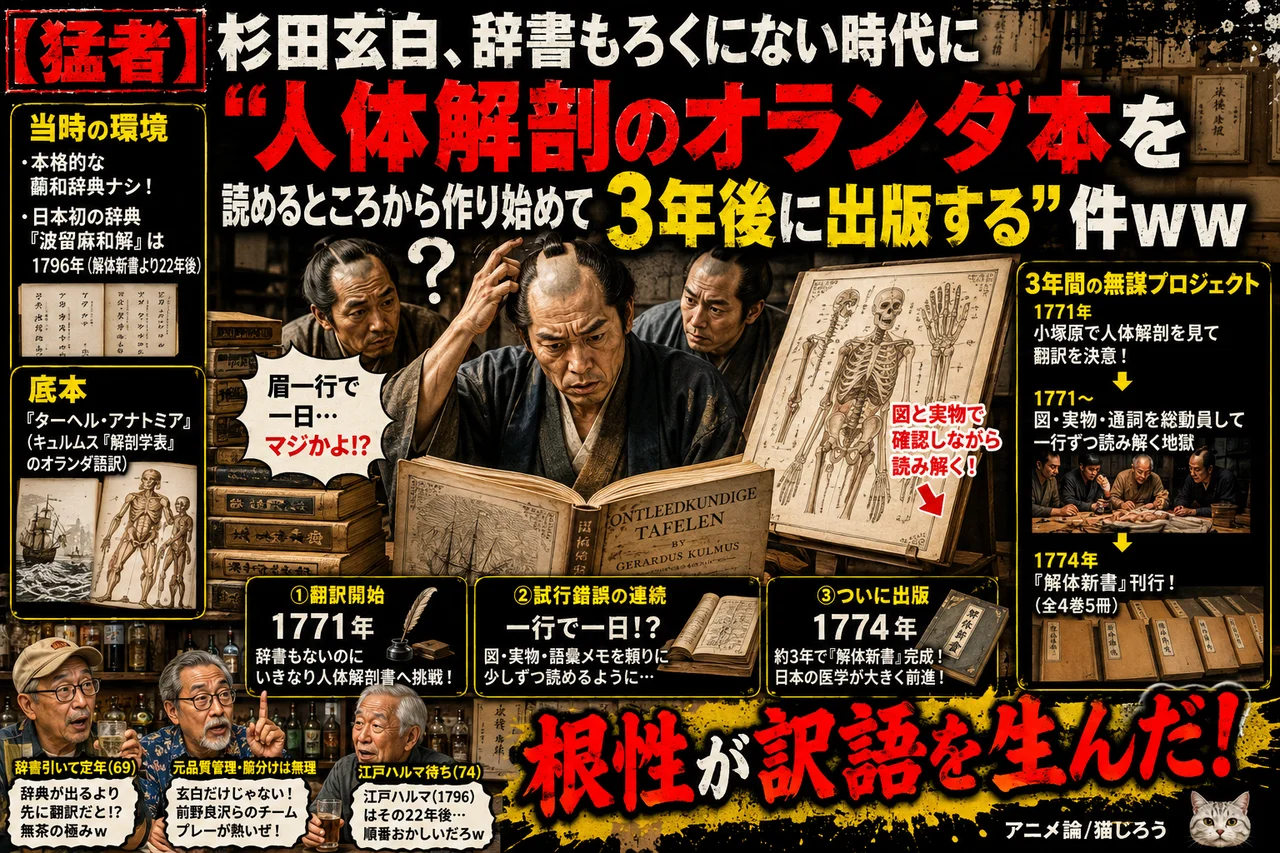 【猛者】
杉田玄白、辞書もろくにない時代に
“人体解剖のオランダ本を
読めるところから作り始めて 3年後に出版する” 件ww
当時の環境
・本格的な
蘭和辞典ナシ！
・日本初の辞典
『波留麻和解』は
1796年（解体新書より22年後）
底本
『ターヘル・アナトミア』
（キュルムス『解剖学表』
のオランダ語訳）
?
眉一行で
一日…
マジかよ!?
ONTLEEDKUNDIGE
TAFELEN
BY
GERARDUS KULMUS
図と実物で
確認しながら
読み解く！
3年間の無謀プロジェクト
1771年
小塚原で人体解剖を見て
翻訳を決意！
1771～
図・実物・通詞を総動員して
一行ずつ読み解く地獄
1774年
『解体新書』刊行！
（全4巻5冊）
①翻訳開始
1771年
辞書もないのに
いきなり人体解剖書へ挑戦！
②試行錯誤の連続
一行で一日!?
図・実物・語彙メモを頼りに
少しずつ読めるように…
③ついに出版
1774年
約3年で『解体新書』完成！
日本の医学が大きく前進！
辞書引いて定年(69)
辞典が出るより
先に翻訳だと!?
無茶の極みw
元品質管理・腑分けは無理
玄白だけじゃない！
前野良沢らのチーム
プレーが熱いぜ！
江戸ハルマ待ち(74)
江戸ハルマ(1796)
はその22年後…
順番おかしいだろw
根性が訳語を生んだ！
アニメ論/猫じろう